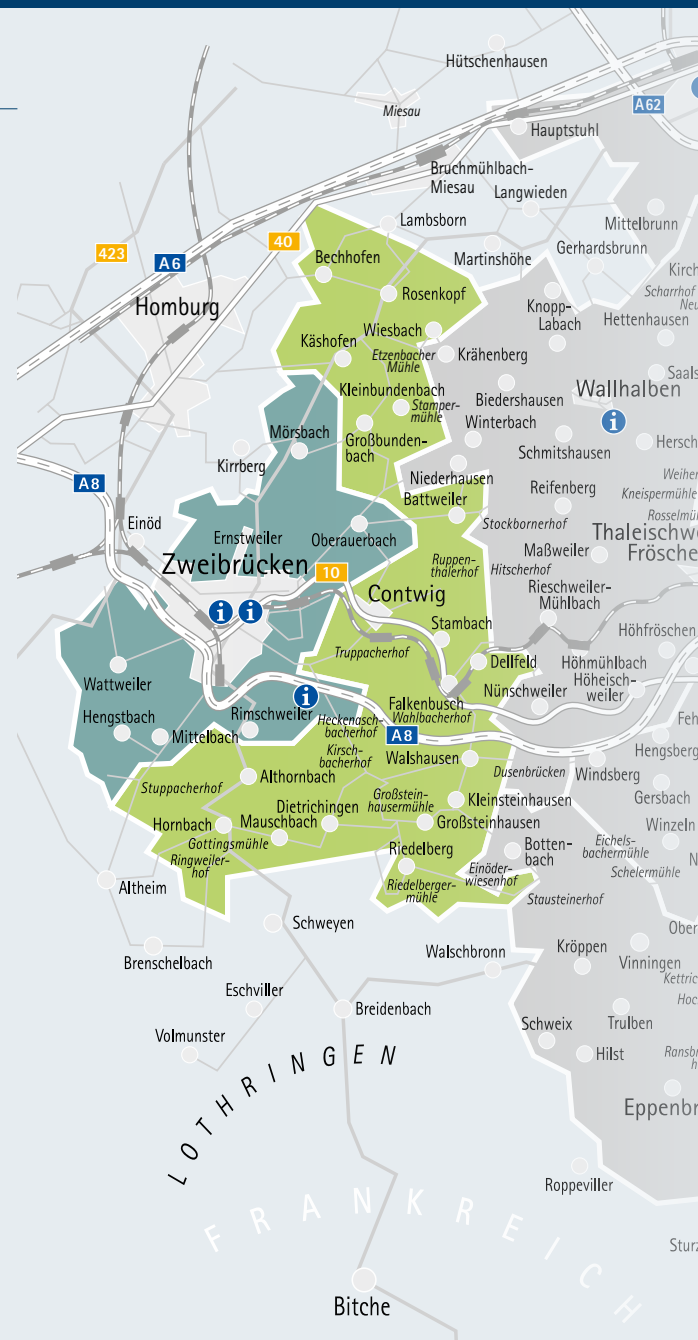 Hütschenhausen
A62
Miesau
Hauptstuhl
Bruchmühlbach-
Miesau
Langwieden
Lambsborn
Mittelbrunn
423
A6
40
Bechhofen
Martinshöhe
Gerhardsbrunn
Kirch
Scharrhof
Neu
Homburg
Rosenkopf
Knopp-
Labach
Hettenhausen
Wiesbach
Käshofen
Etzenbacher
Mühle
Krähenberg
Saals
Kleinbundenbach
Biedershausen
Wallhalben
i
Stamper-
mühle
Winterbach
Mörsbach
Großbunden-
bach
Schmitshausen
Hersch
Kirrberg
Niederhausen
Weiher
A8
Battweiler
Reifenberg
Kneispermühle
Rosselmü
Einöd
Ernstweiler
Oberauerbach
Stockbornerhof
Thaleischwe
Frösche
Maßweiler
Zweibrücken
10
Ruppen-
thalerhof
Hitscherhof
Contwig
Rieschweiler-
Mühlbach
i
i
Stambach
Höhfröschen
Truppacherhof
Dellfeld
Höhmühlbach
Wattweiler
Nünschweiler
Höheisch-
weiler
i
Falkenbusch
Hengstbach
Rimschweiler
Heckenasch-
bacherhof
Wahlbacherhof
Feh
Mittelbach
A8
Kirsch-
bacherhof
Walshausen
Hengsberg
Stuppacherhof
Althornbach
Dusenbrücken
Windsberg
Großstein-
hausermühle
Kleinsteinhausen
Gersbach
Dietrichingen
Hornbach
Mauschbach
Großsteinhausen
Winzeln
Gottingsmühle
Ringweiler-
hof
Riedelberg
Botten-
bach
Eichels-
bachermühle
Schelermühle
N
Einöder-
wiesenhof
Altheim
Riedelberger-
mühle
Stausteinerhof
Schweyen
Ober
Walschbronn
Kröppen
Brenschelbach
Vinningen
Kettric
Eschviller
Hoc
Breidenbach
Schweix
Trulben
Volmunster
Hilst
Ransb
h
LOTHRINGEN
Eppenbr
Roppeviller
FRANKREICH
Sturz
Bitche